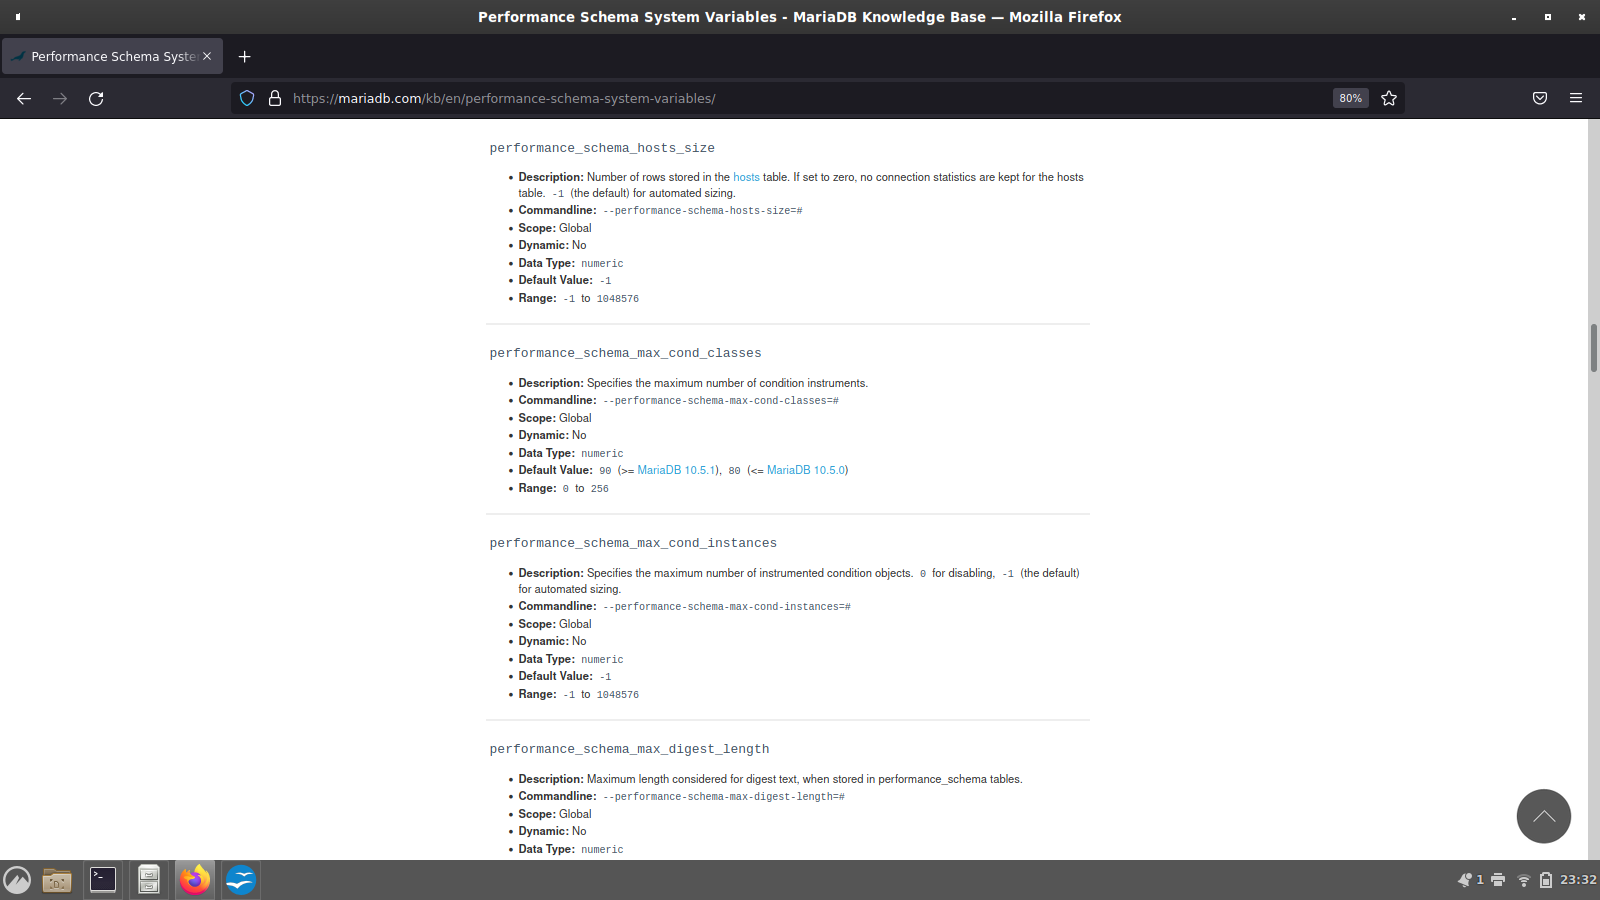 Performance Schema System Variables - MariaDB Knowledge Base — Mozilla Firefox
Performance Schema Syste
https://mariadb.com/kb/en/performance-schema-system-variables/
80%
performance_schema_hosts_size
• Description: Number of rows stored in the hosts table. If set to zero, no connection statistics are kept for the hosts
table. -1 (the default) for automated sizing.
• Commandline: --performance-schema-hosts-size=#
• Scope: Global
• Dynamic: No
• Data Type: numeric
• Default Value: -1
• Range: -1 to 1048576
performance_schema_max_cond_classes
• Description: Specifies the maximum number of condition instruments.
• Commandline: --performance-schema-max-cond-classes=#
• Scope: Global
• Dynamic: No
• Data Type: numeric
• Default Value: 90 (>= MariaDB 10.5.1), 80 (<= MariaDB 10.5.0)
• Range: 0 to 256
performance_schema_max_cond_instances
• Description: Specifies the maximum number of instrumented condition objects. 0 for disabling, -1 (the default)
for automated sizing.
• Commandline: --performance-schema-max-cond-instances=#
• Scope: Global
• Dynamic: No
• Data Type: numeric
• Default Value: -1
• Range: -1 to 1048576
performance_schema_max_digest_length
• Description: Maximum length considered for digest text, when stored in performance_schema tables.
• Commandline: --performance-schema-max-digest-length=#
• Scope: Global
• Dynamic: No
• Data Type: numeric
1
23:32